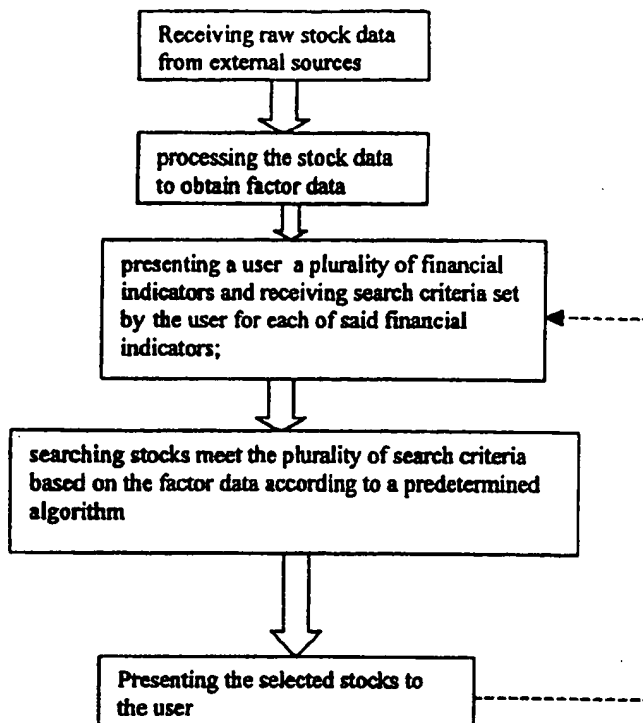 Receiving raw stock data
from external sources
processing the stock data
to obtain factor data
presenting a user a plurality of financial
indicators and receiving search criteria set
by the user for each of said financial
indicators;
searching stocks meet the plurality of search criteria
based on the factor data according to a predetermined
algorithm
Presenting the selected stocks to
the user